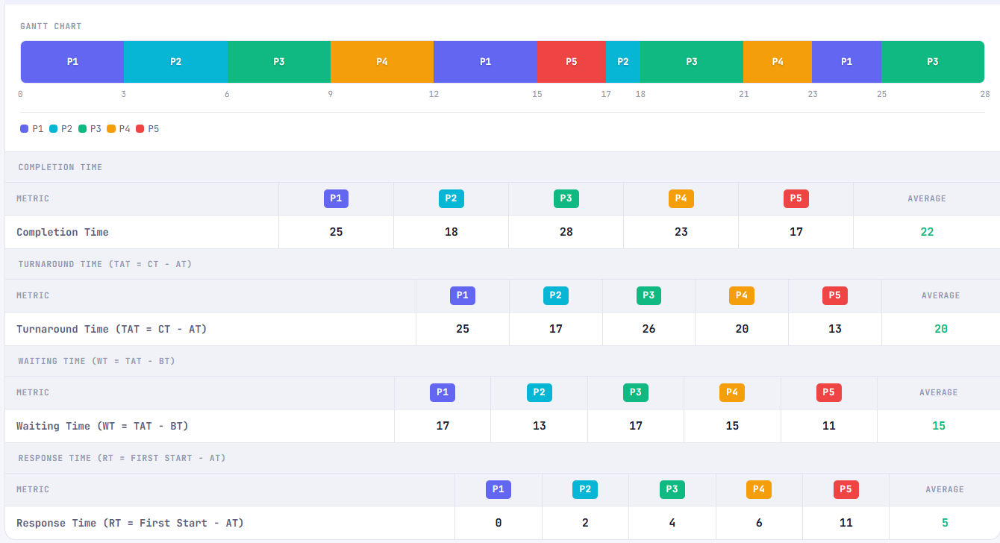 GANTT CHART
P1 P2 P3 P4 P1 P5 P2 P3 P4 P1 P3
0 3 6 9 12 15 17 18 21 23 25 28
P1 P2 P3 P4 P5
COMPLETION TIME
METRIC P1 P2 P3 P4 P5 AVERAGE
Completion Time 25 18 28 23 17 22
TURNAROUND TIME (TAT = CT - AT)
METRIC P1 P2 P3 P4 P5 AVERAGE
Turnaround Time (TAT = CT - AT) 25 17 26 20 13 20
WAITING TIME (WT = TAT - BT)
METRIC P1 P2 P3 P4 P5 AVERAGE
Waiting Time (WT = TAT - BT) 17 13 17 15 11 15
RESPONSE TIME (RT = FIRST START - AT)
METRIC P1 P2 P3 P4 P5 AVERAGE
Response Time (RT = First Start - AT) 0 2 4 6 11 5